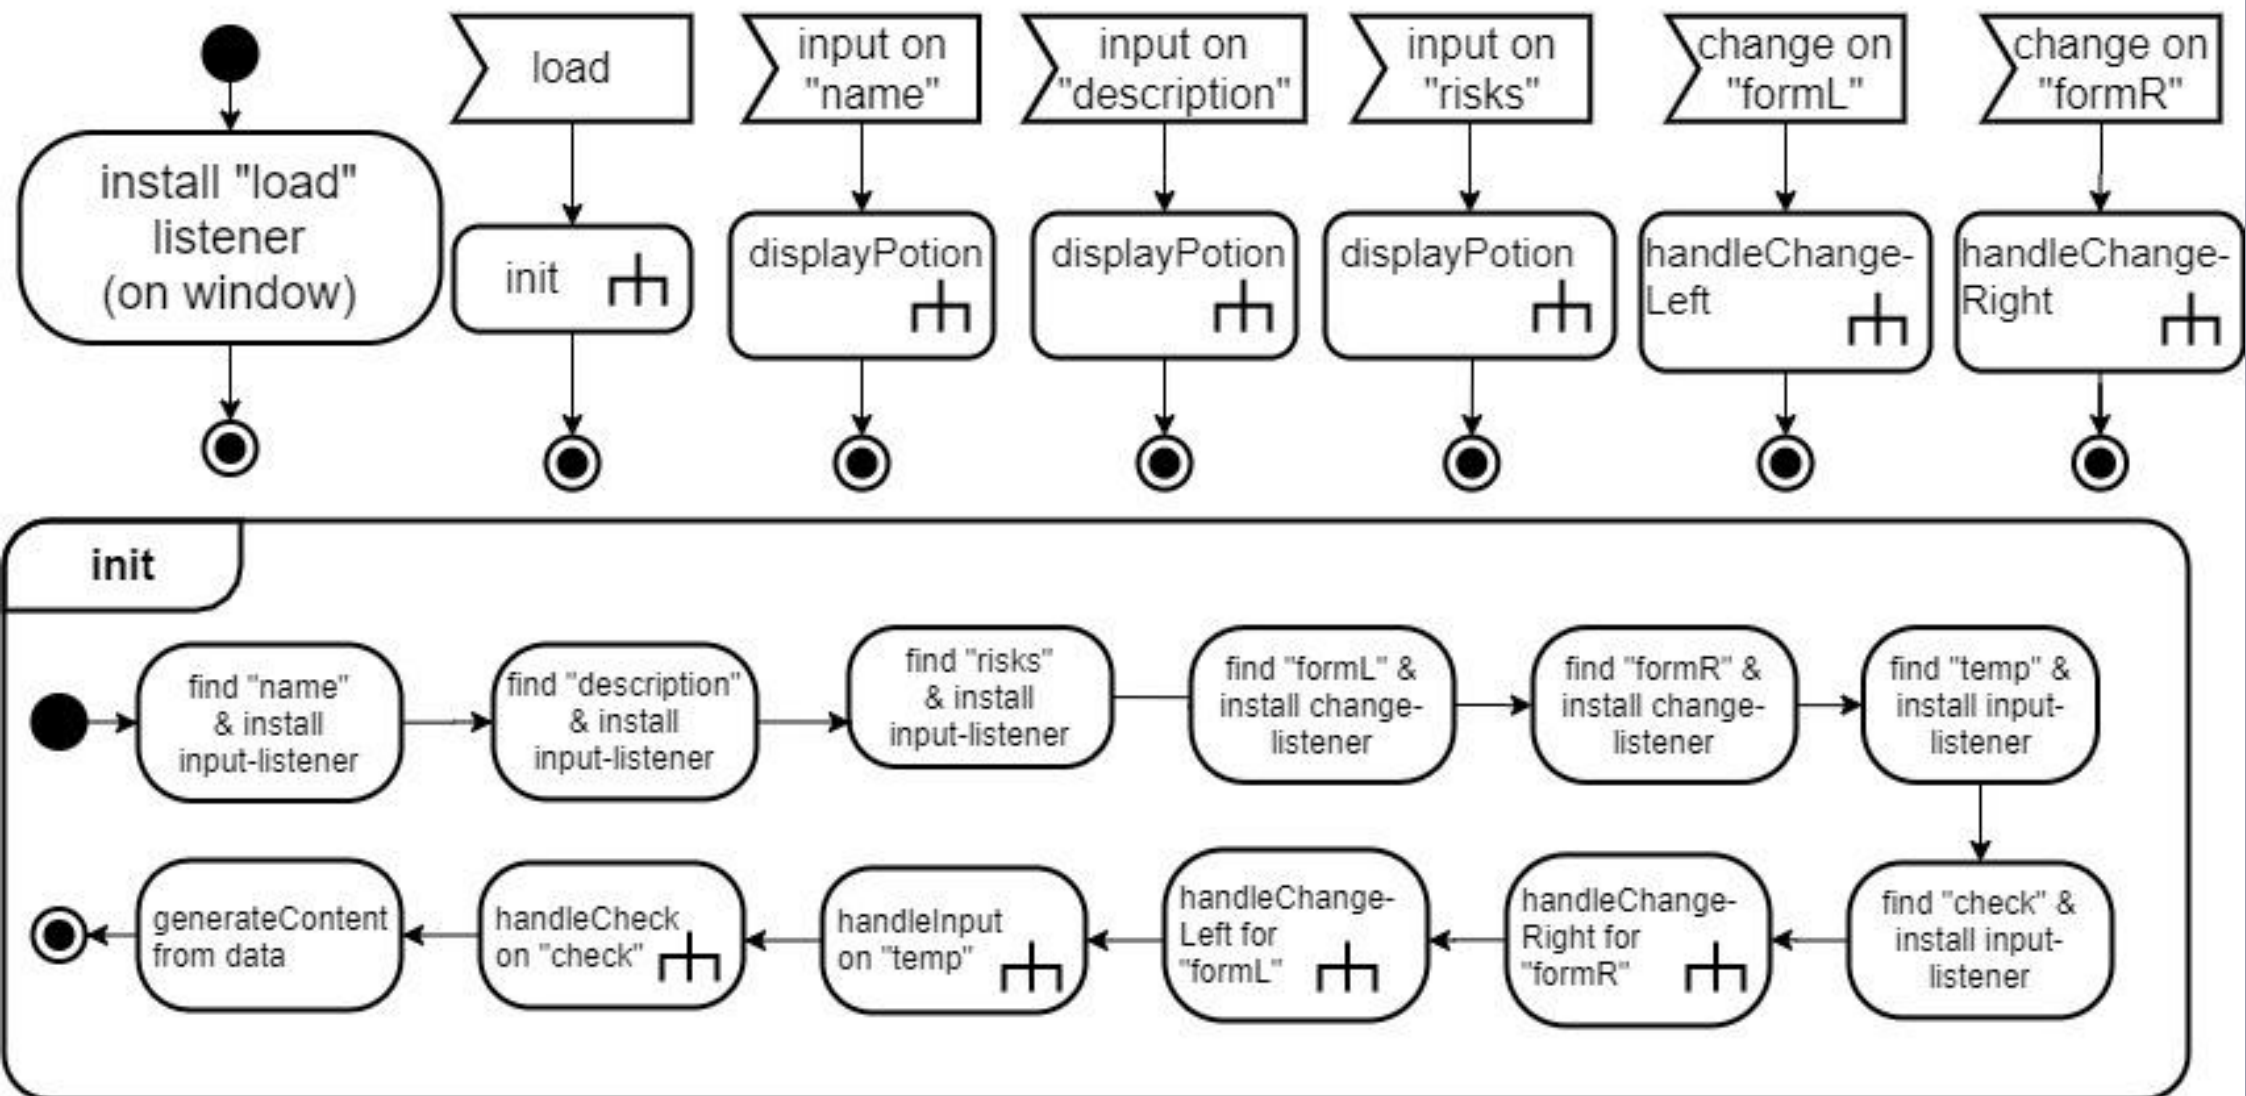 install "load"
listener
(on window)
load
init
input on
"name"
displayPotion
input on
"description"
displayPotion
input on
"risks"
displayPotion
change on
"formL"
handleChange-
Left
change on
"formR"
handleChange-
Right
init
find "name"
& install
input-listener
find "description"
& install
input-listener
find "risks"
& install
input-listener
find "formL" &
install change-
listener
find "formR" &
install change-
listener
find "temp" &
install input-
listener
find "check" &
install input-
listener
handleChange-
Right for
"formR"
handleChange-
Left for
"formL"
handleInput
on "temp"
handleCheck
on "check"
generateContent
from data